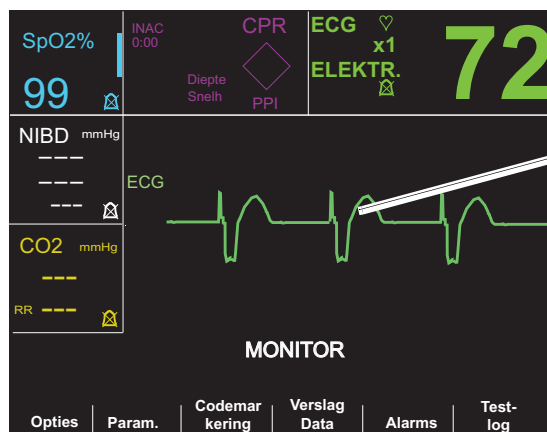 SpO2%
99
INAC
0:00
CPR
Diepte
Snelh
PPI
ECG
x1
ELEKTR.
72
NIBD mmHg
---
---
---
ECG
CO2 mmHg
---
RR ---
MONITOR
Opties
Param.
Codemar
kering
Verslag
Data
Alarms
Test-
log